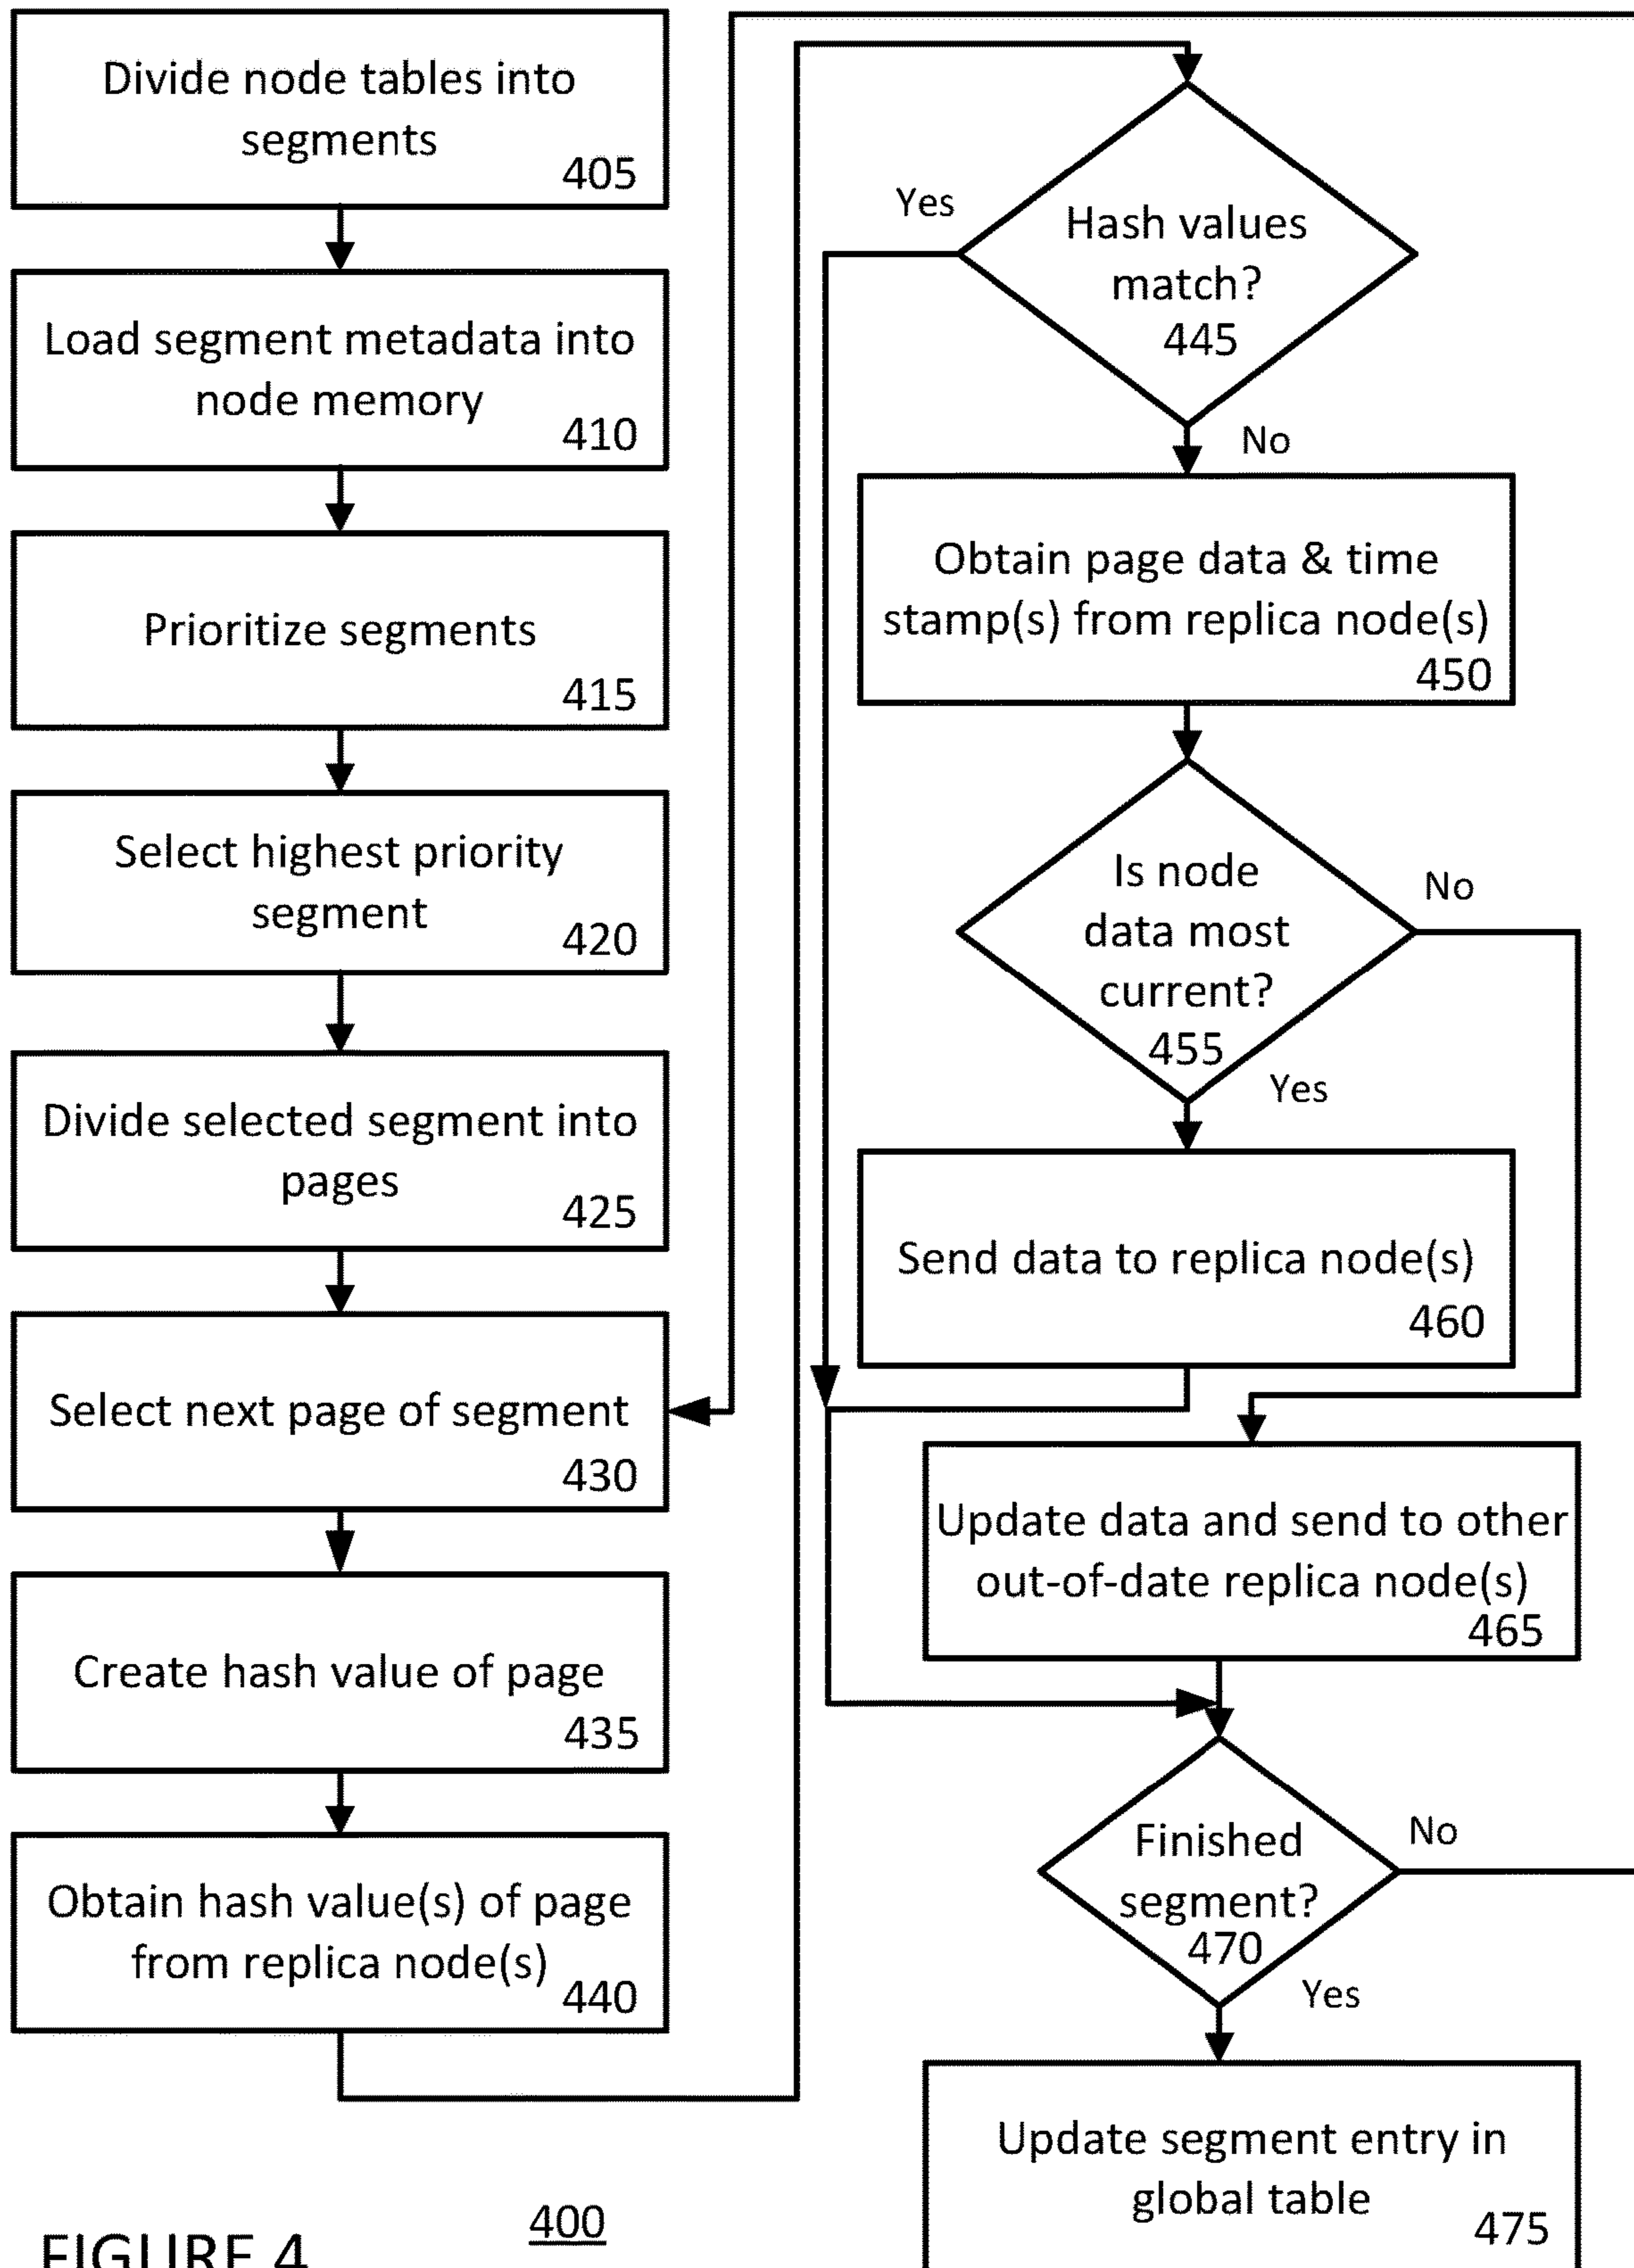 Divide node tables into
segments
405
Load segment metadata into
node memory
410
Prioritize segments
415
Select highest priority
segment
420
Divide selected segment into
pages
425
Select next page of segment
430
Create hash value of page
435
Obtain hash value(s) of page
from replica node(s)
440
Hash values
match?
445
Yes
No
Obtain page data & time
stamp(s) from replica node(s)
450
Is node
data most
current?
455
No
Yes
Send data to replica node(s)
460
Update data and send to other
out-of-date replica node(s)
465
Finished
segment?
470
No
Yes
Update segment entry in
global table
475
400
FIGURE 4